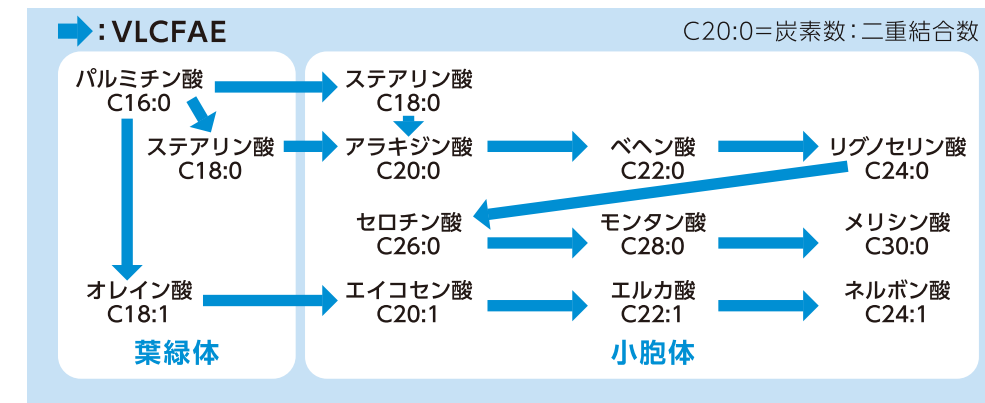 ：VLCFAE
C20:0＝炭素数：二重結合数
パルミチン酸
C16:0
ステアリン酸
C18:0
ステアリン酸
C18:0
アラキジン酸
C20:0
ベヘン酸
C22:0
リグノセリン酸
C24:0
セロチン酸
C26:0
モンタン酸
C28:0
メリシン酸
C30:0
オレイン酸
C18:1
エイコセン酸
C20:1
エルカ酸
C22:1
ネルボン酸
C24:1
葉緑体
小胞体